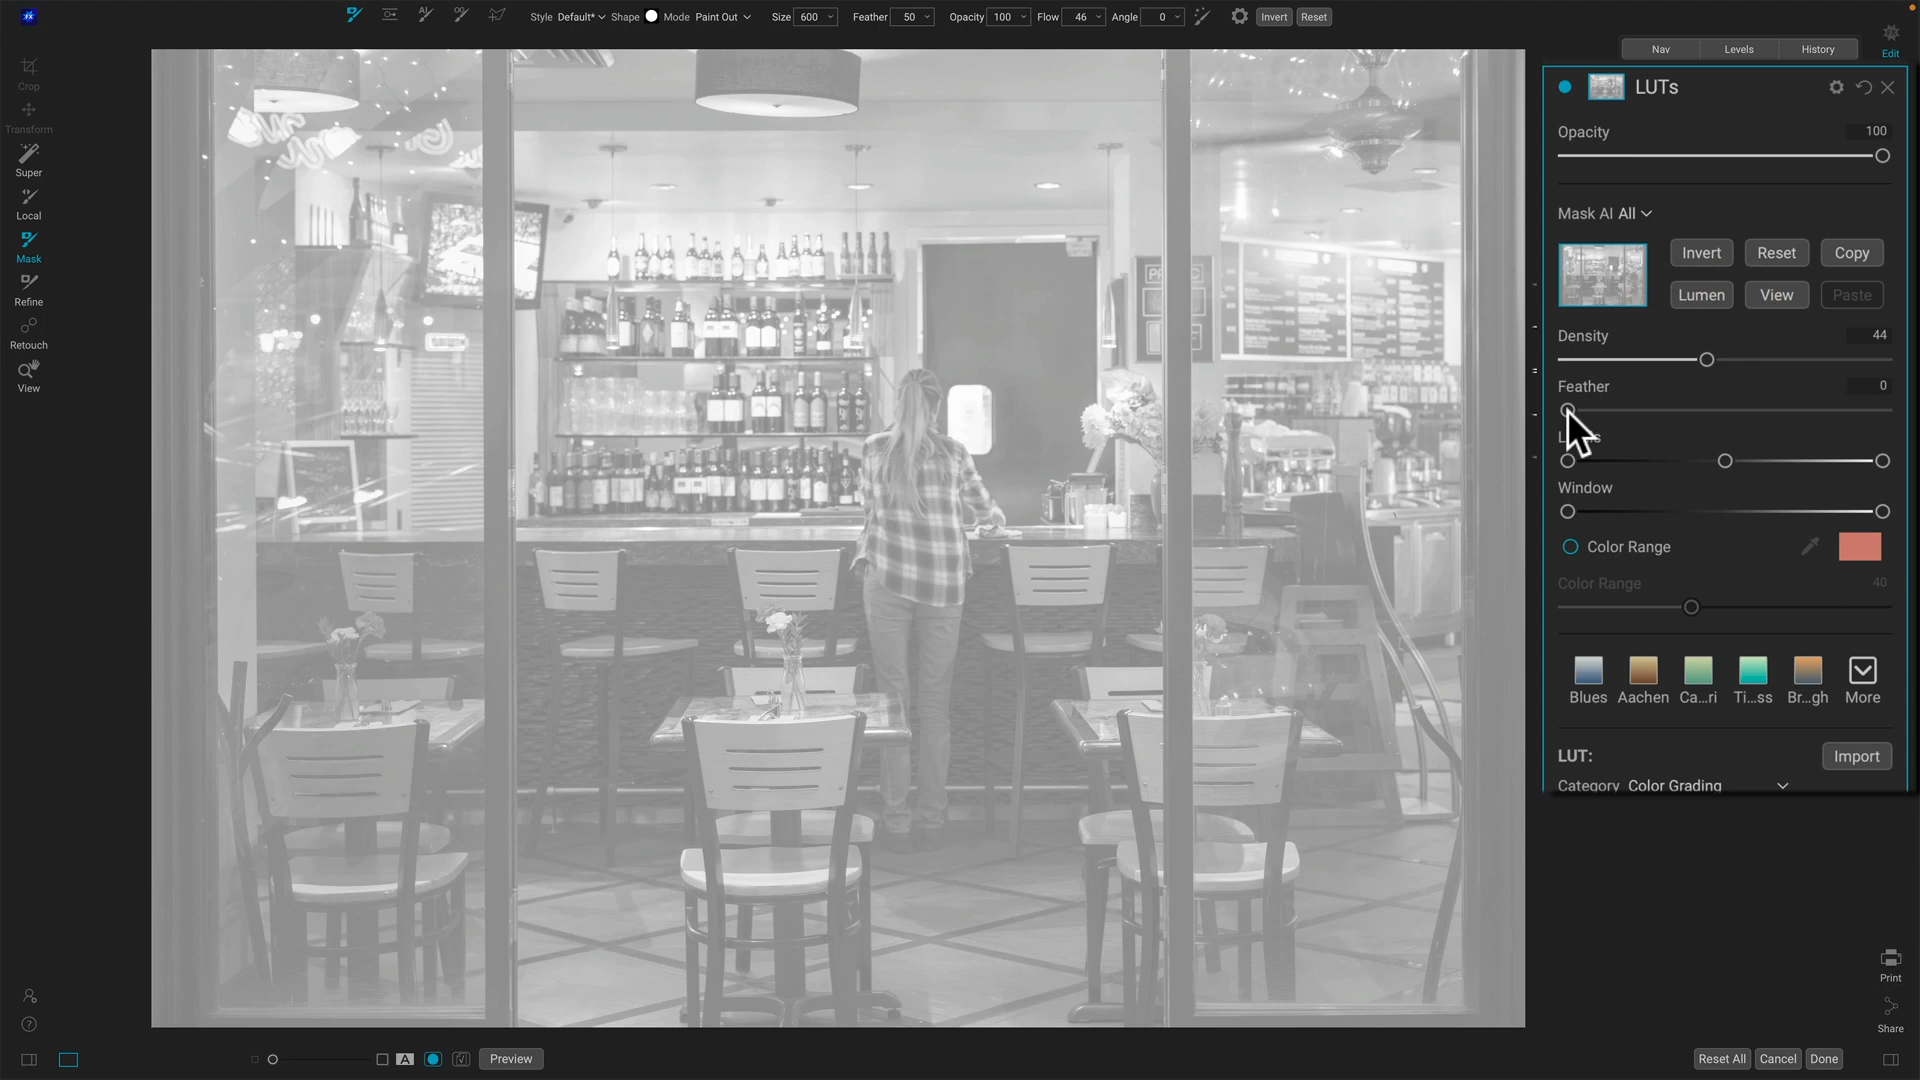 Style Default* Shape Mode Paint Out Size 600 Feather 50 Opacity 100 Flow 46 Angle 0 Invert Reset
Nav Levels History
Edit
Crop
Transform
Super
Local
Mask
Refine
Retouch
View
LUTs
Opacity 100
Mask AI All
Invert Reset Copy
Lumen View Paste
Density 44
Feather 0
Window
Color Range
Color Range 40
Blues Aachen Ca...ri Ti...ss Br...gh More
LUT: Import
Category Color Grading
Print
Share
A Preview
Reset All Cancel Done